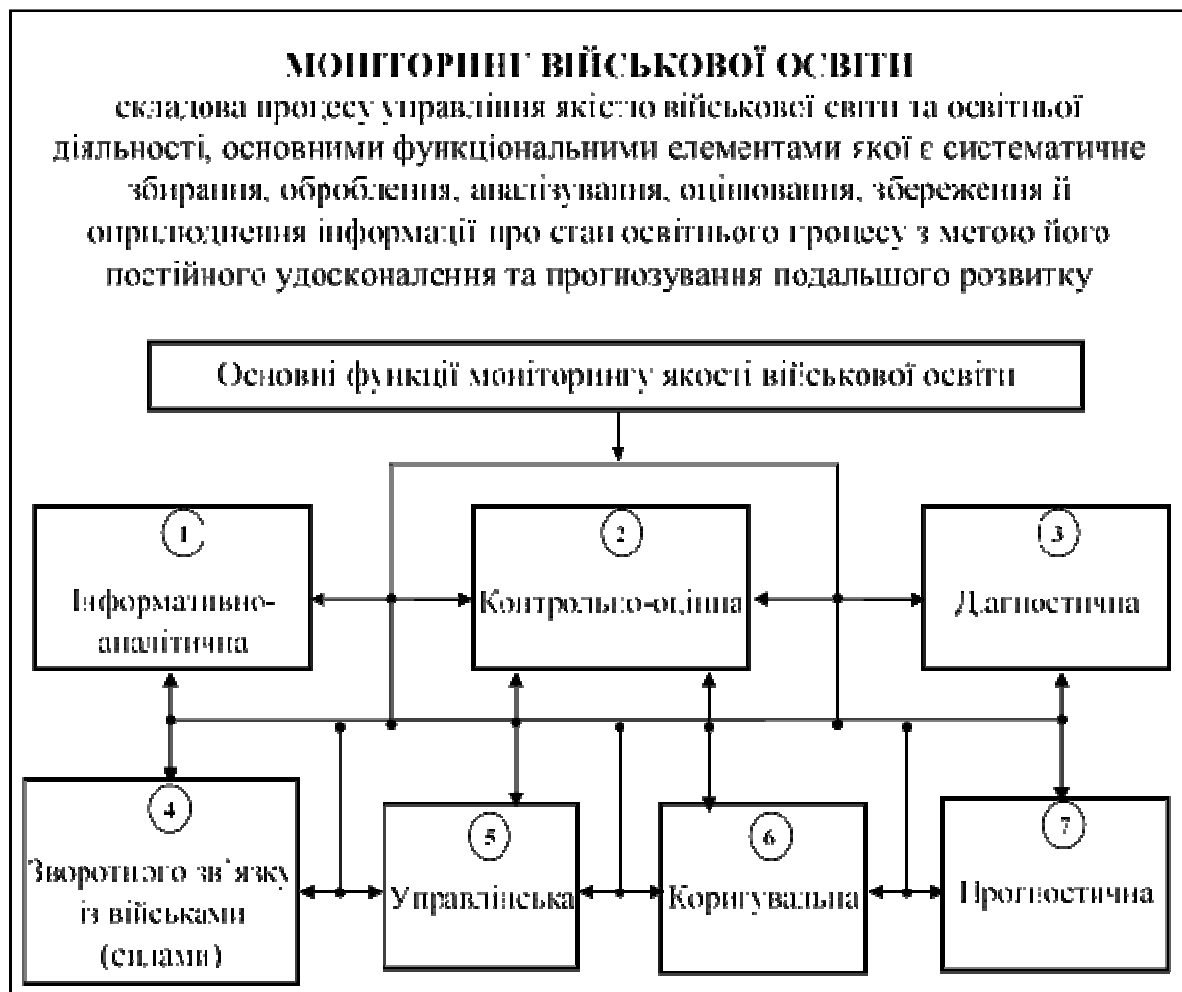 МОНІТОРИНГ ВІЙСЬКОВОЇ ОСВІТИ
складова процесу управління якістю військової світи та освітньої
діяльності, основними функціональними елементами якої є систематичне
збирання, оброблення, аналізування, оцінювання, збереження й
оприлюднення інформації про стан освітнього процесу з метою його
постійного удосконалення та прогнозування подальшого розвитку
Основні функції моніторингу якості військової освіти
1
Інформативно-
аналітична
2
Контрольно-оцінна
3
Діагностична
4
Зворотного зв'язку
із військами
(силами)
5
Управлінська
6
Коригувальна
7
Прогностична